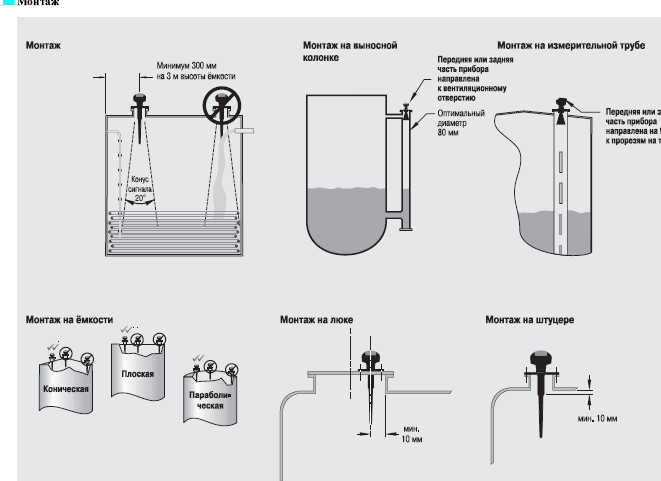 Монтаж
Монтаж
Минимум 300 мм
на 3 м высоты ёмкости
Конус
сигнала
20°
Монтаж на выносной
колонке
Передняя или задняя
часть прибора
направлена
к вентиляционному
отверстию
Оптимальный
диаметр
80 мм
Монтаж на измерительной трубе
Передняя или
часть прибора
направлена на
к прорезям на
Монтаж на ёмкости
Коническая
Плоская
Параболи-
ческая
Монтаж на люке
мин.
10 мм
Монтаж на штуцере
мин. 10 мм